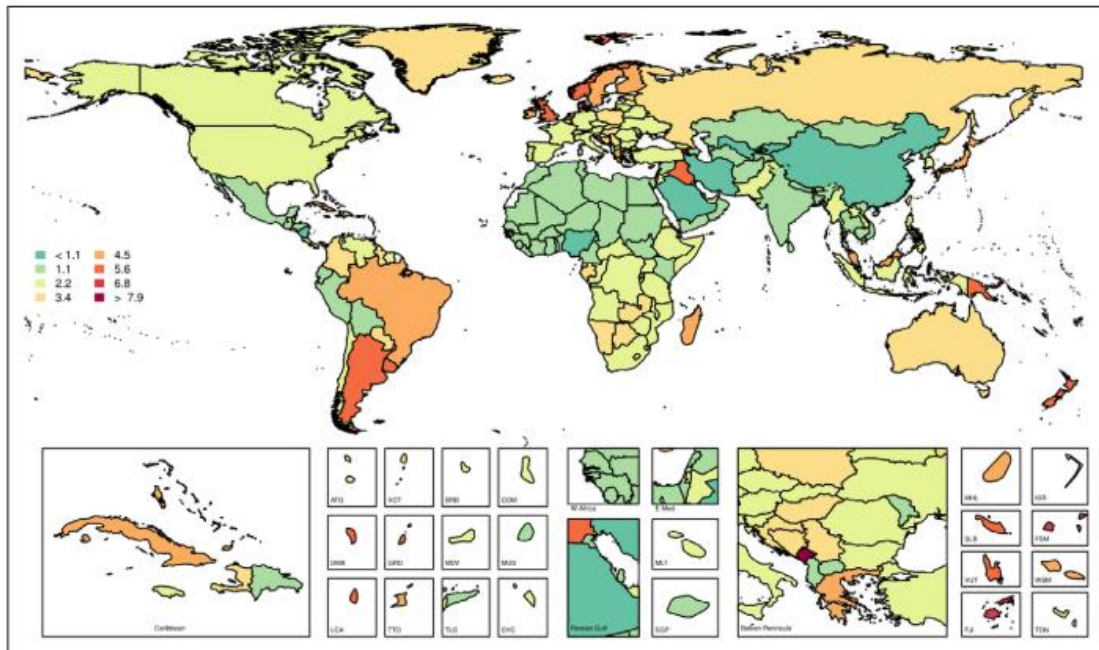 < 1.1 4.5
1.1 5.6
2.2 6.8
3.4 > 7.9
ATG VCT BRB COM W Africa E Med MHL KIR
DMA GRD MDV MUS MLT SLB FSM
VUT WSM
LCA TTO TLS SYC SGP FJI TON
Caribbean Persian Gulf Balkan Peninsula